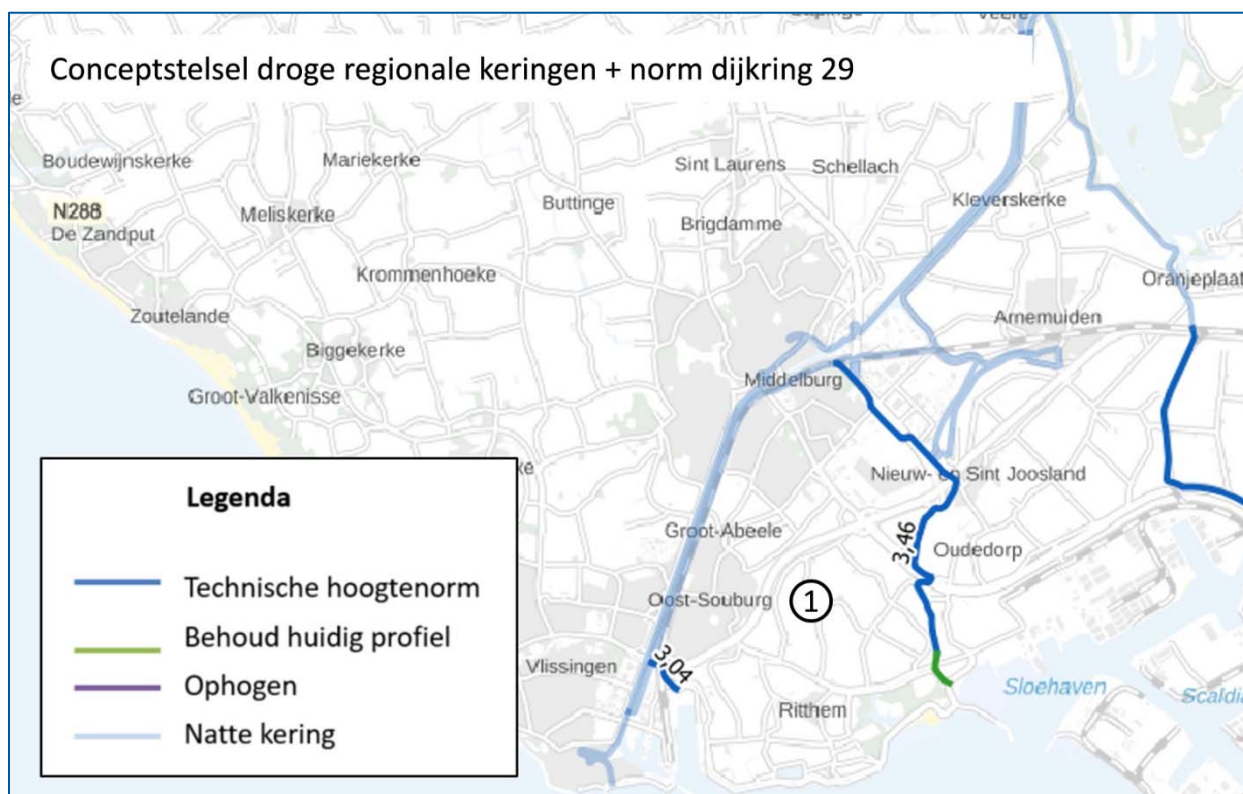 Conceptstelsel droge regionale keringen + norm dijkring 29
Veere
Boudewijnskerke
Mariekerke
Sint Laurens
Schellach
N288
De Zandput
Meliskerke
Buttinge
Brigdamme
Kleverskerke
Krommenhoeke
Oranjeplaat
Zoutelande
Biggekerke
Arnemuiden
Groot-Valkenisse
Middelburg
Nieuw- en Sint Joosland
Groot-Abeele
3,46
Oudedorp
Oost-Souburg
1
Vlissingen
3,04
Ritthem
Sloehaven
Scaldia
Legenda
Technische hoogtenorm
Behoud huidig profiel
Ophogen
Natte kering